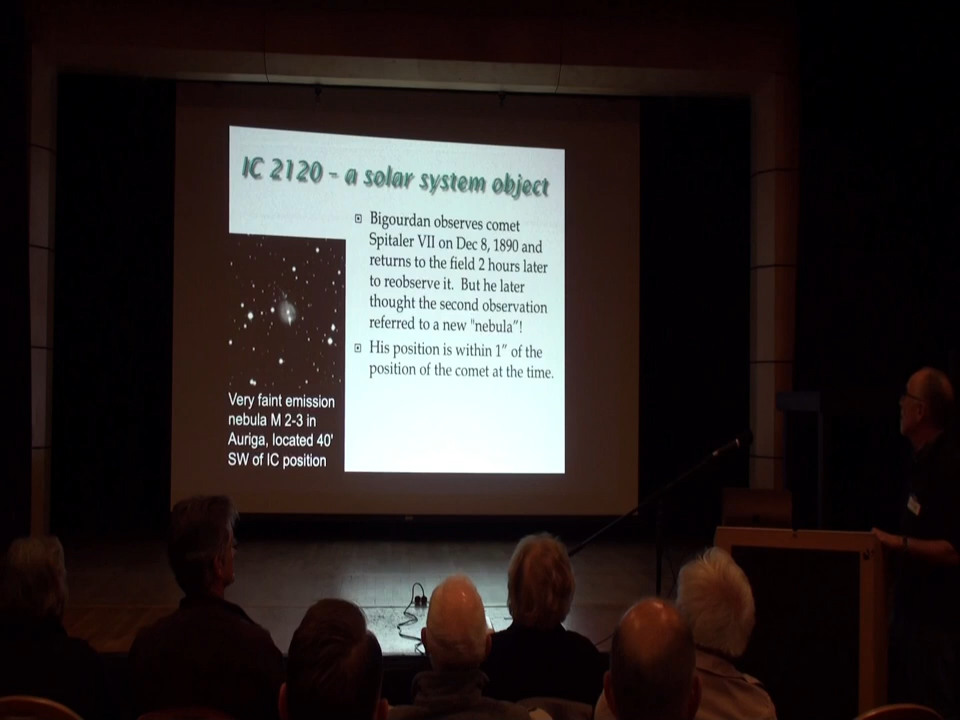 IC 2120 - a solar system object
Bigourdan observes comet
Spitaler VII on Dec 8, 1890 and
returns to the field 2 hours later
to reobserve it. But he later
thought the second observation
referred to a new "nebula"!
His position is within 1" of the
position of the comet at the time.
Very faint emission
nebula M 2-3 in
Auriga, located 40'
SW of IC position